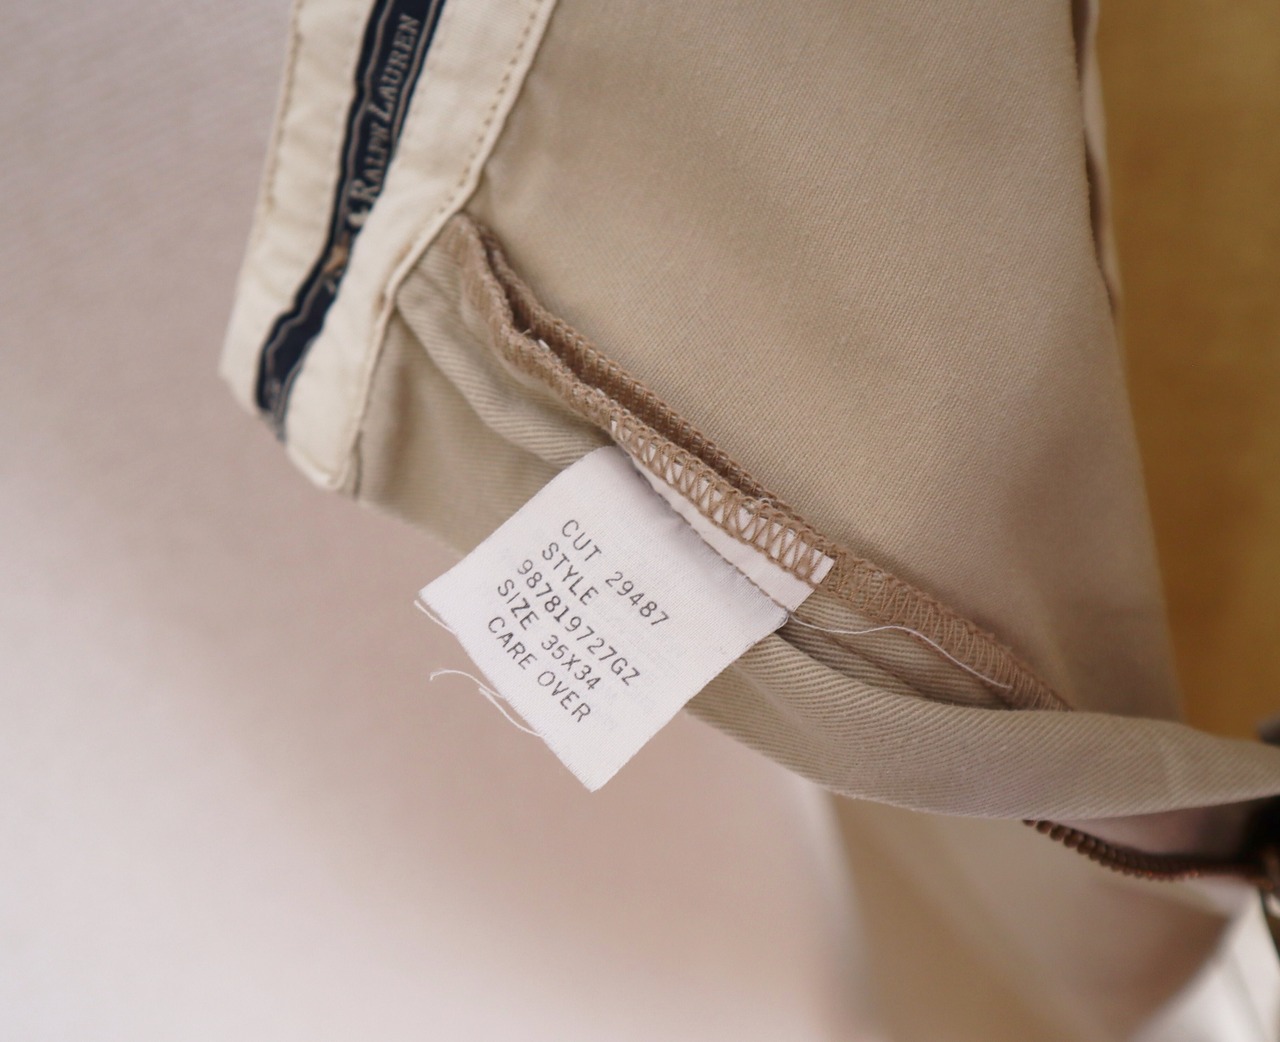 RALPH LAUREN
CUT 29487
STYLE
987819727GZ
SIZE 35X34
CARE OVER